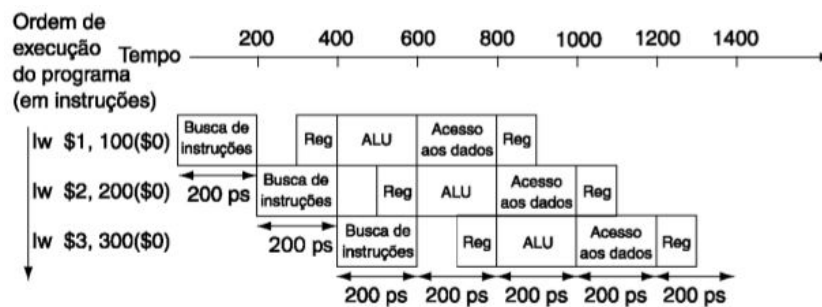 Ordem de
execução
do programa
(em instruções)
Tempo
200 400 600 800 1000 1200 1400
lw $1, 100($0)
Busca de
instruções
Reg
ALU
Acesso
aos dados
Reg
200 ps
lw $2, 200($0)
Busca de
instruções
Reg
ALU
Acesso
aos dados
Reg
200 ps
lw $3, 300($0)
Busca de
instruções
Reg
ALU
Acesso
aos dados
Reg
200 ps 200 ps 200 ps 200 ps 200 ps